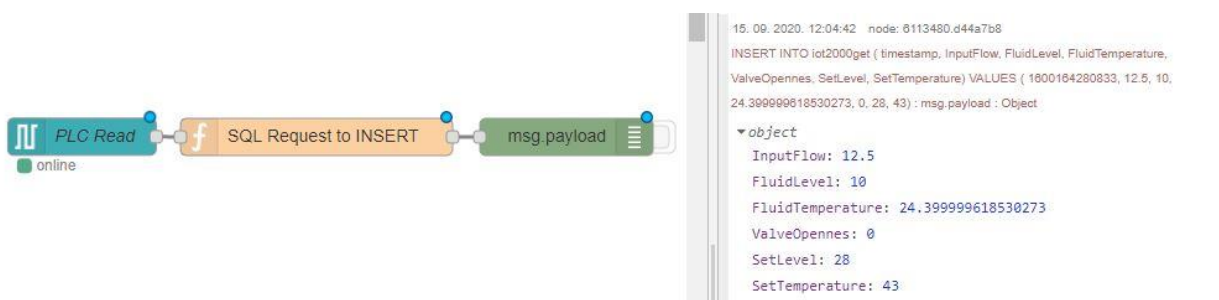 PLC Read
f
SQL Request to INSERT
msg.payload
online
15. 09. 2020. 12:04:42 node: 6113480.d44a7b8
INSERT INTO iot2000get ( timestamp, InputFlow, FluidLevel, FluidTemperature,
ValveOpennes, SetLevel, SetTemperature) VALUES ( 1600164280833, 12.5, 10,
24.399999618530273, 0, 28, 43) : msg.payload : Object
object
InputFlow: 12.5
FluidLevel: 10
FluidTemperature: 24.399999618530273
ValveOpennes: 0
SetLevel: 28
SetTemperature: 43